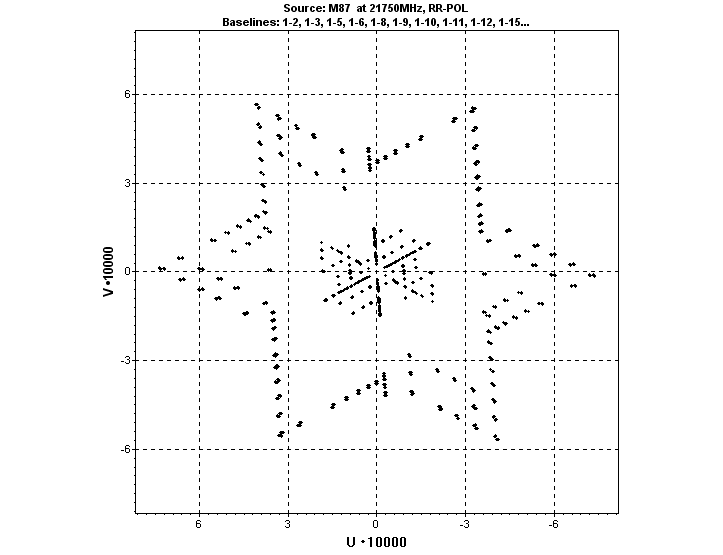 Source: M87 at 21750MHz, RR-POL
Baselines: 1-2, 1-3, 1-5, 1-6, 1-8, 1-9, 1-10, 1-11, 1-12, 1-15...
6
3
0
-3
-6
V •10000
6
3
0
-3
-6
U •10000